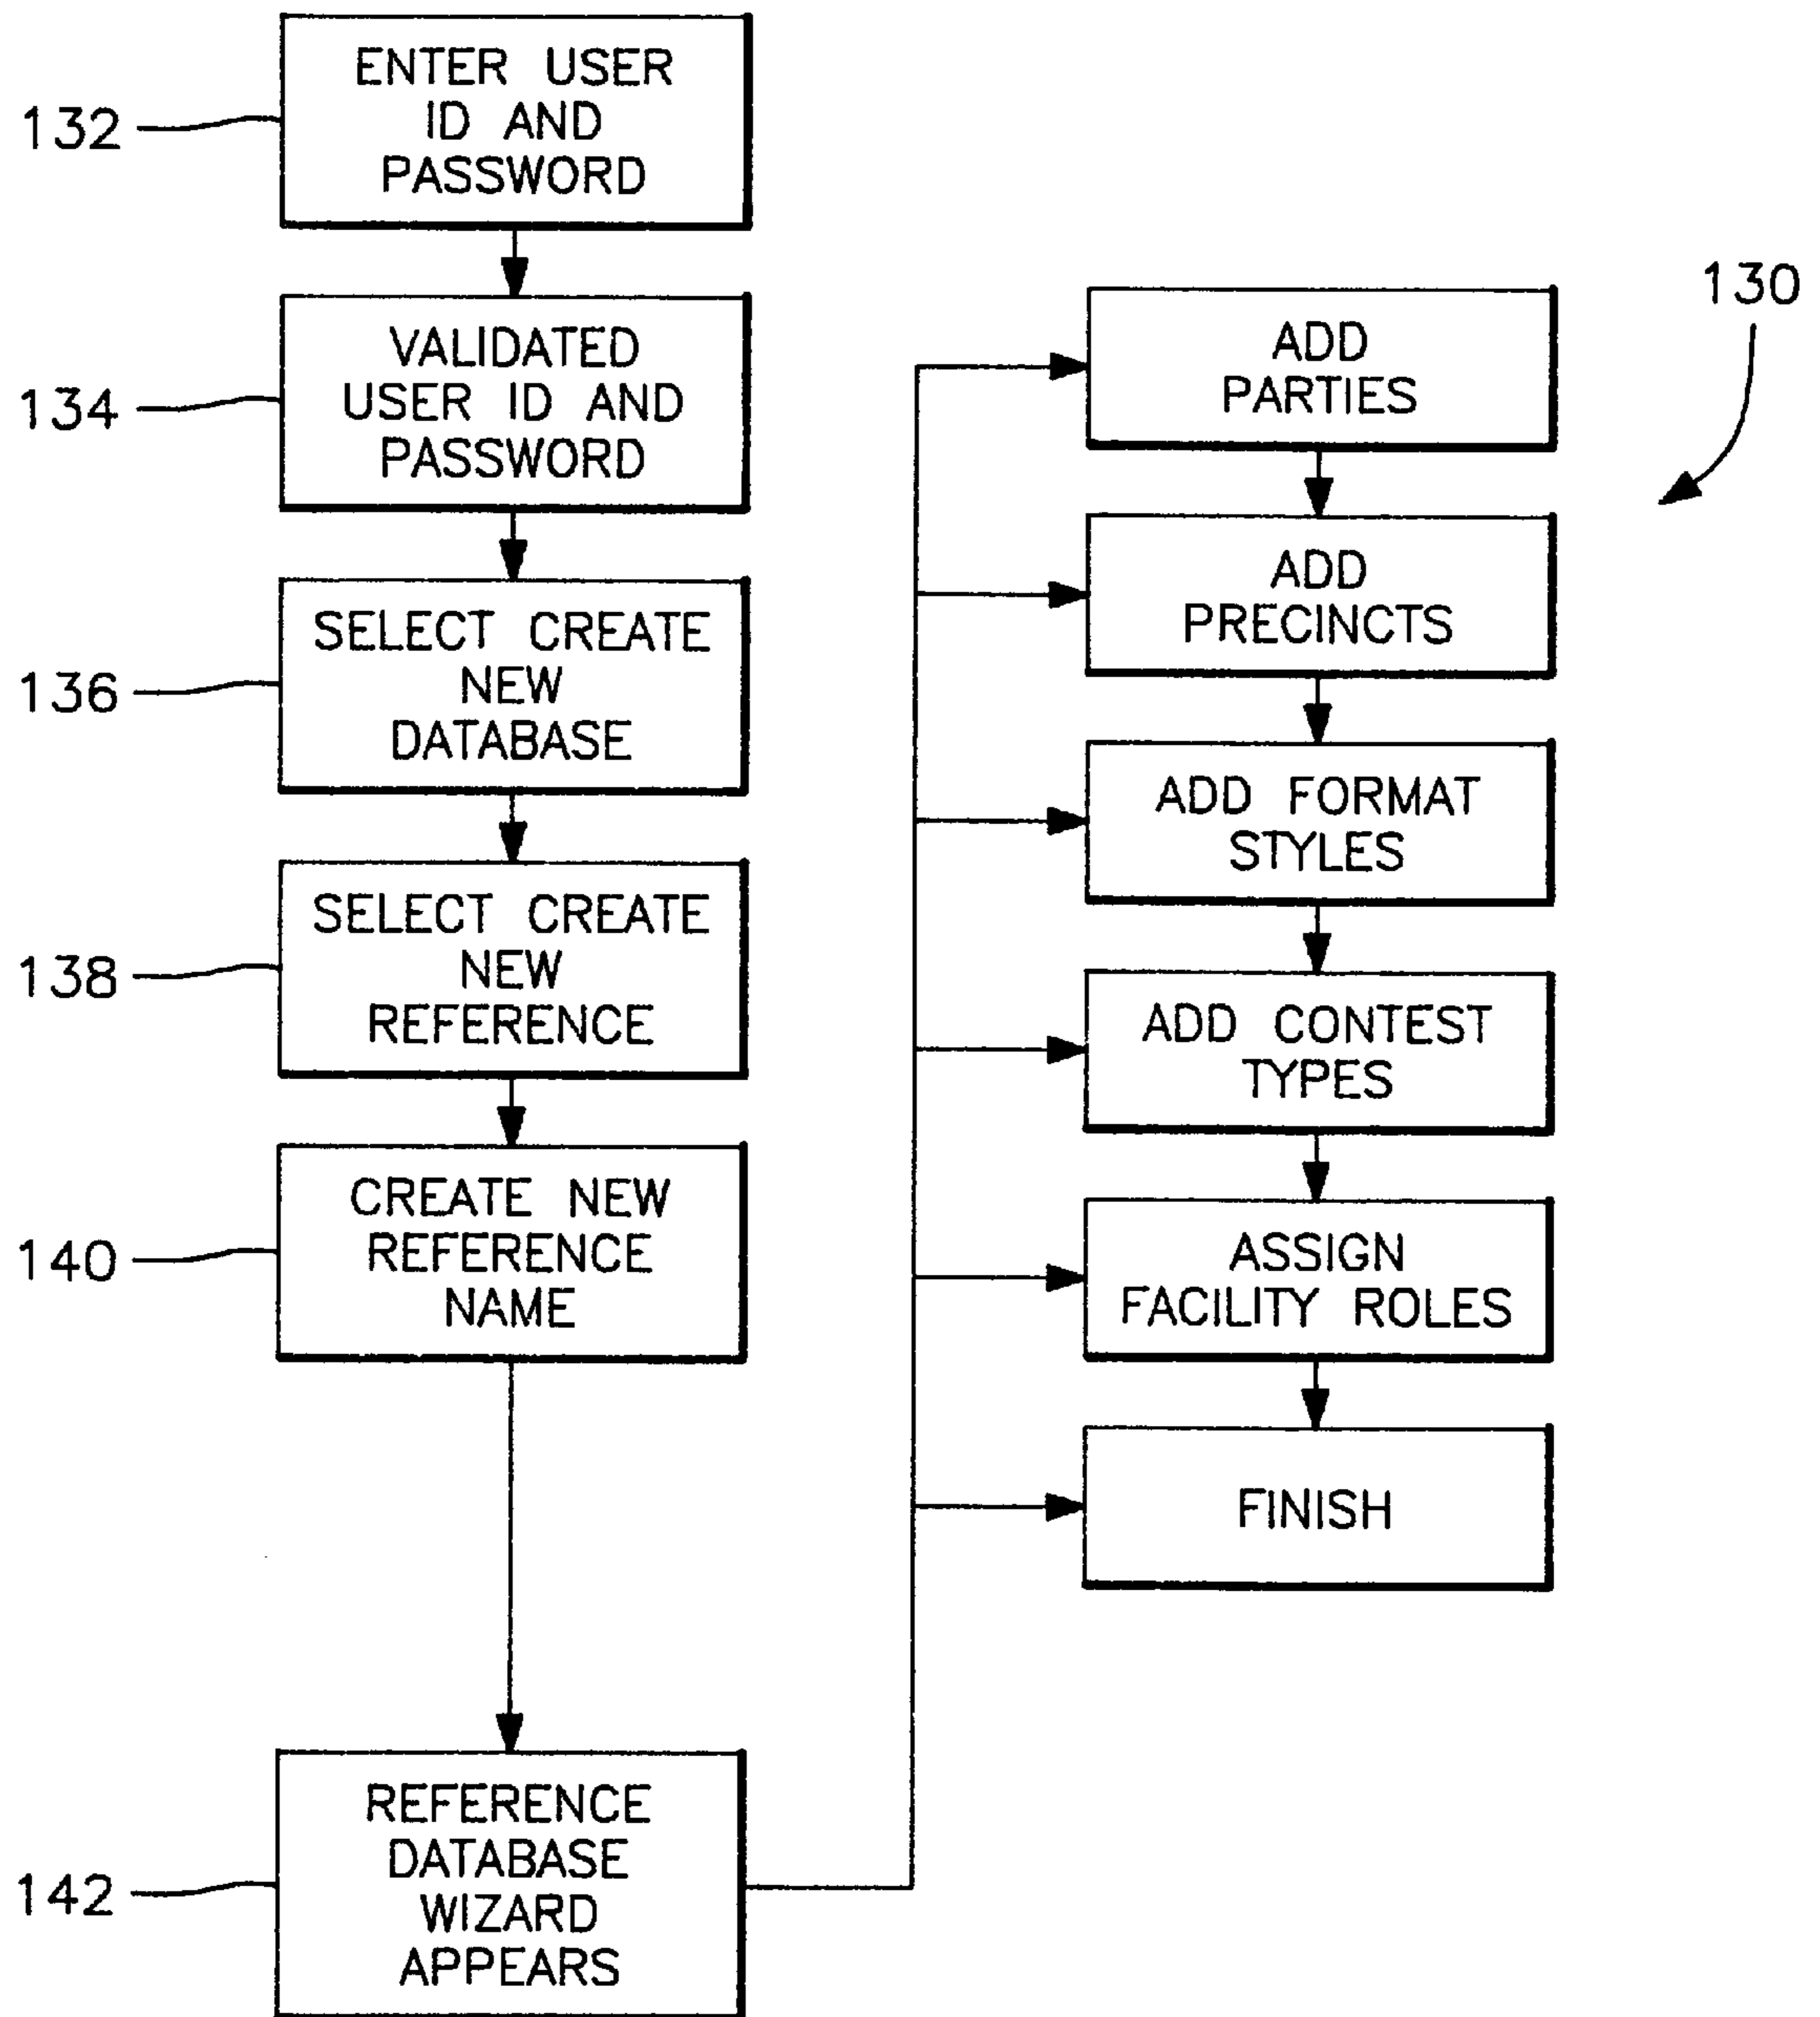 132
ENTER USER
ID AND
PASSWORD
134
VALIDATED
USER ID AND
PASSWORD
136
SELECT CREATE
NEW
DATABASE
138
SELECT CREATE
NEW
REFERENCE
140
CREATE NEW
REFERENCE
NAME
142
REFERENCE
DATABASE
WIZARD
APPEARS
130
ADD
PARTIES
ADD
PRECINCTS
ADD FORMAT
STYLES
ADD CONTEST
TYPES
ASSIGN
FACILITY ROLES
FINISH